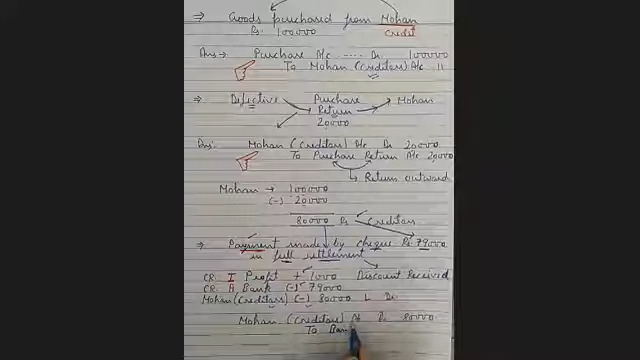 ⇒ Goods purchased from Mohan
Rs. 100000 credit
Ans → Purchase A/c ..... Dr. 100000
To Mohan (creditors) A/c 11
⇒ Defective Purchase Mohan
Return
20000
Ans: Mohan (Creditors) A/c Dr 20000
To Purchase Return A/c 20000
Return outward
Mohan → 100000
(-) 20000
80000 Rs Creditors
⇒ Payment made by cheque Rs. 79000
in full settlement
CR. I Profit + 1000 Discount Received
CR. A Bank (-) 79000
Mohan (Creditors) (-) 80000 L Dr.
Mohan (Creditors) A/c Dr 80000
To Ban